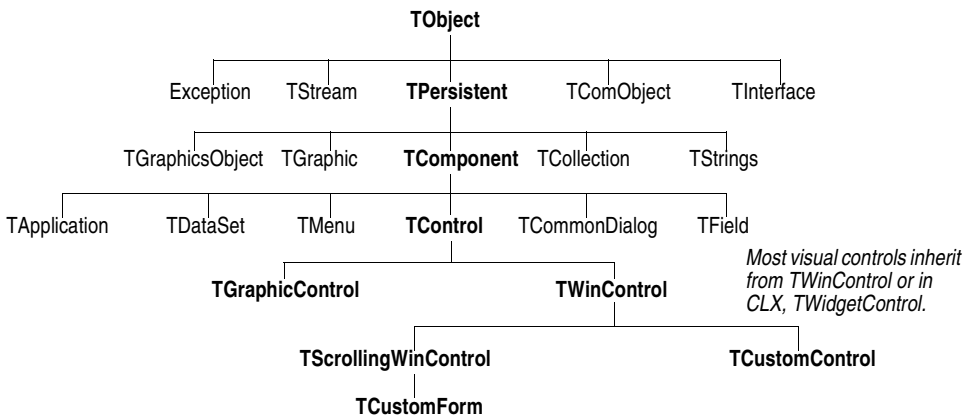 TObject
Exception TStream TPersistent TComObject TInterface
TGraphicsObject TGraphic TComponent TCollection TStrings
TApplication TDataSet TMenu TControl TCommonDialog TField
Most visual controls inherit
from TWinControl or in
CLX, TWidgetControl.
TGraphicControl TWinControl
TScrollingWinControl TCustomControl
TCustomForm